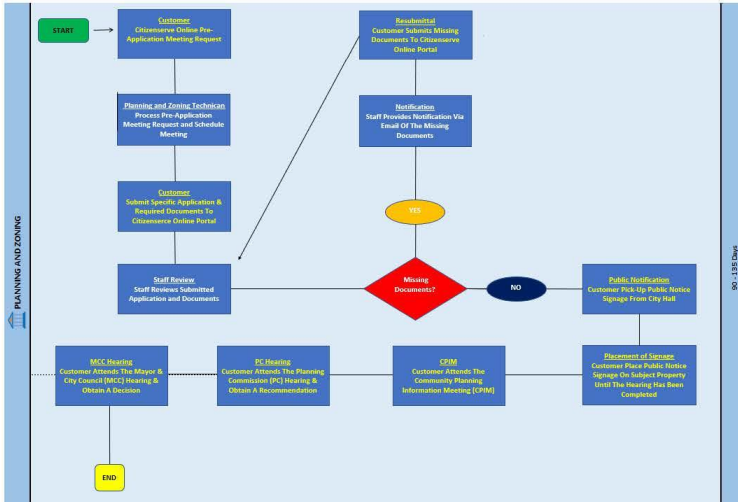 START
Customer
Citizenserve Online Pre-
Application Meeting Request
Planning and Zoning Technican
Process Pre-Application
Meeting Request and Schedule
Meeting
Customer
Submit Specific Application &
Required Documents To
Citizenserve Online Portal
Staff Review
Staff Reviews Submitted
Application and Documents
Missing
Documents?
YES
Notification
Staff Provides Notification Via
Email Of The Missing
Documents
Resubmittal
Customer Submits Missing
Documents To Citizenserve
Online Portal
NO
Public Notification
Customer Pick-Up Public Notice
Signage From City Hall
Placement of Signage
Customer Place Public Notice
Signage On Subject Property
Until The Hearing Has Been
Completed
CPIM
Customer Attends The
Community Planning
Information Meeting (CPIM)
PC Hearing
Customer Attends The Planning
Commission (PC) Hearing &
Obtain A Recommendation
MCC Hearing
Customer Attends The Mayor &
City Council (MCC) Hearing &
Obtain A Decision
END
PLANNING AND ZONING
90 - 135 Days